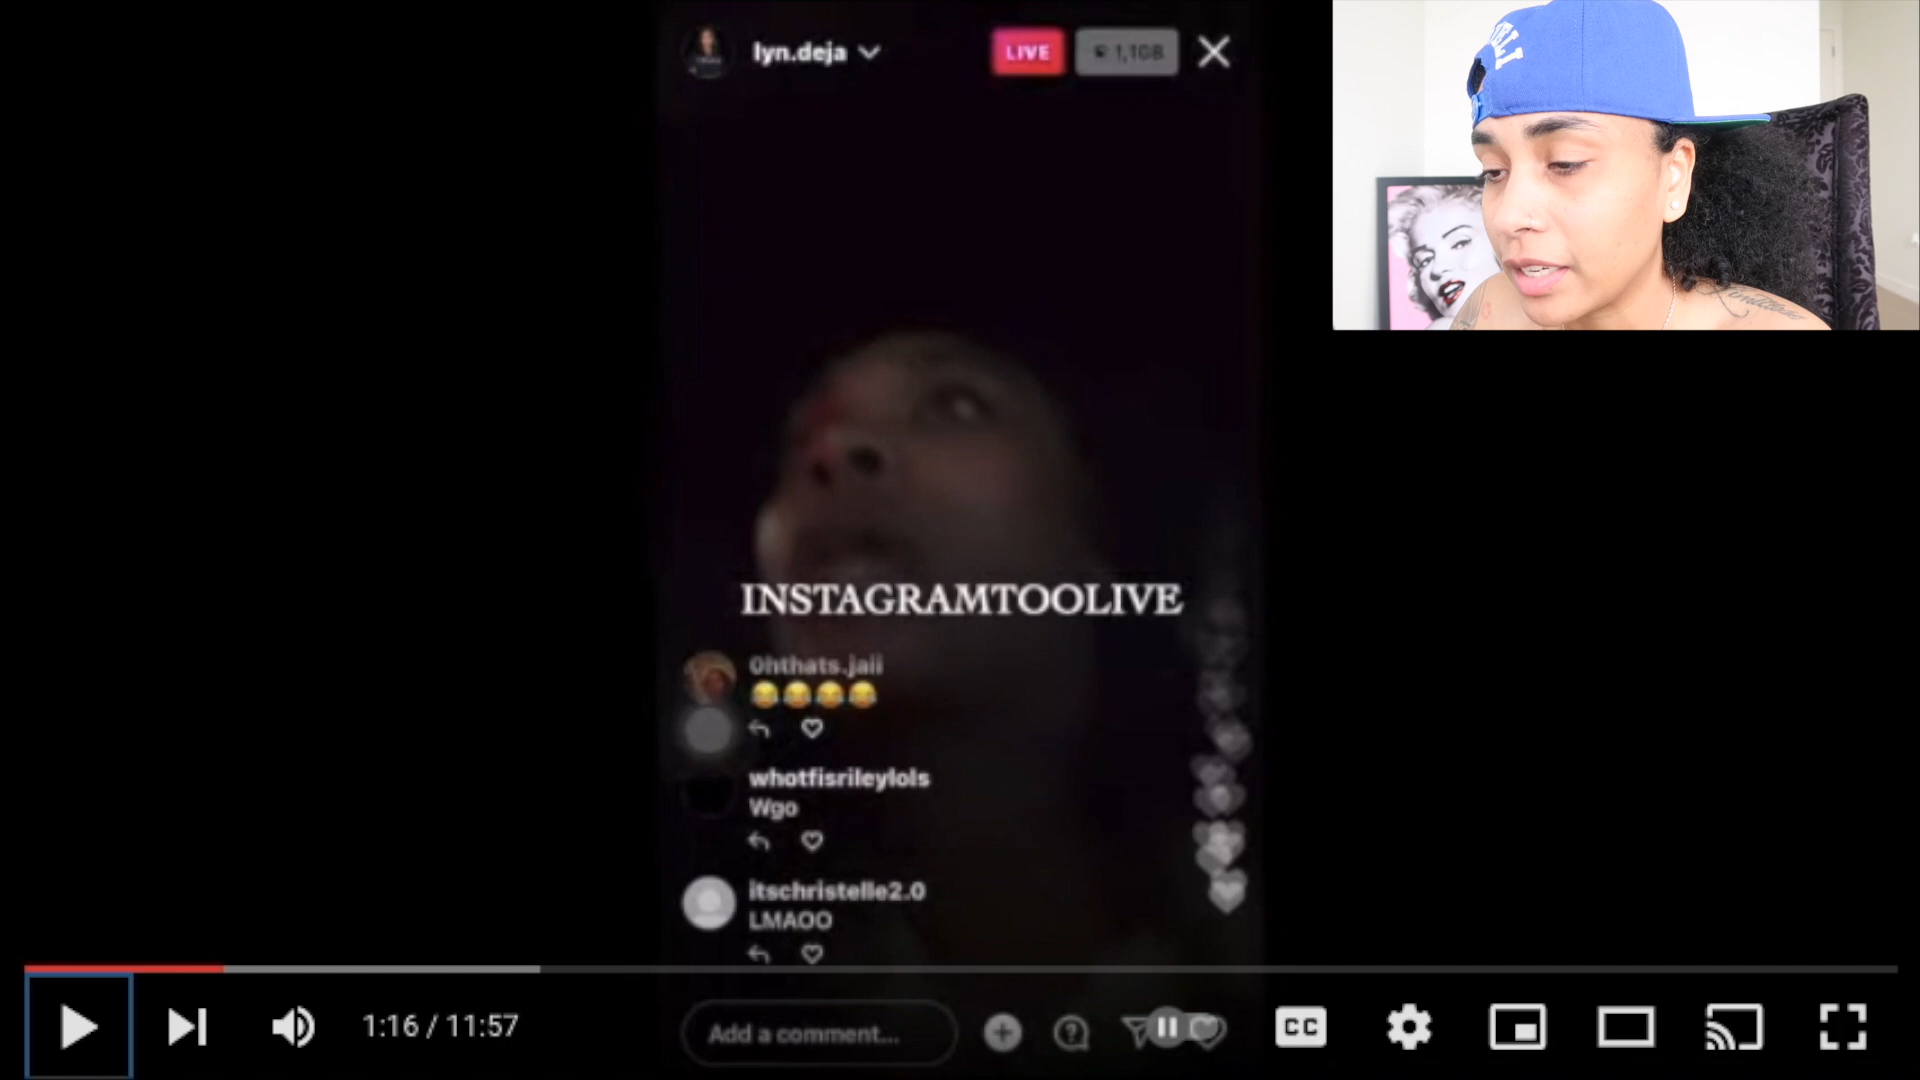 lyn.deja
LIVE
1,108
INSTAGRAMTOOLIVE
0hthats.jaii
😂😂😂😂
whotfisrileylols
Wgo
itschristelle2.0
LMAOO
Add a comment...
1:16 / 11:57
CC